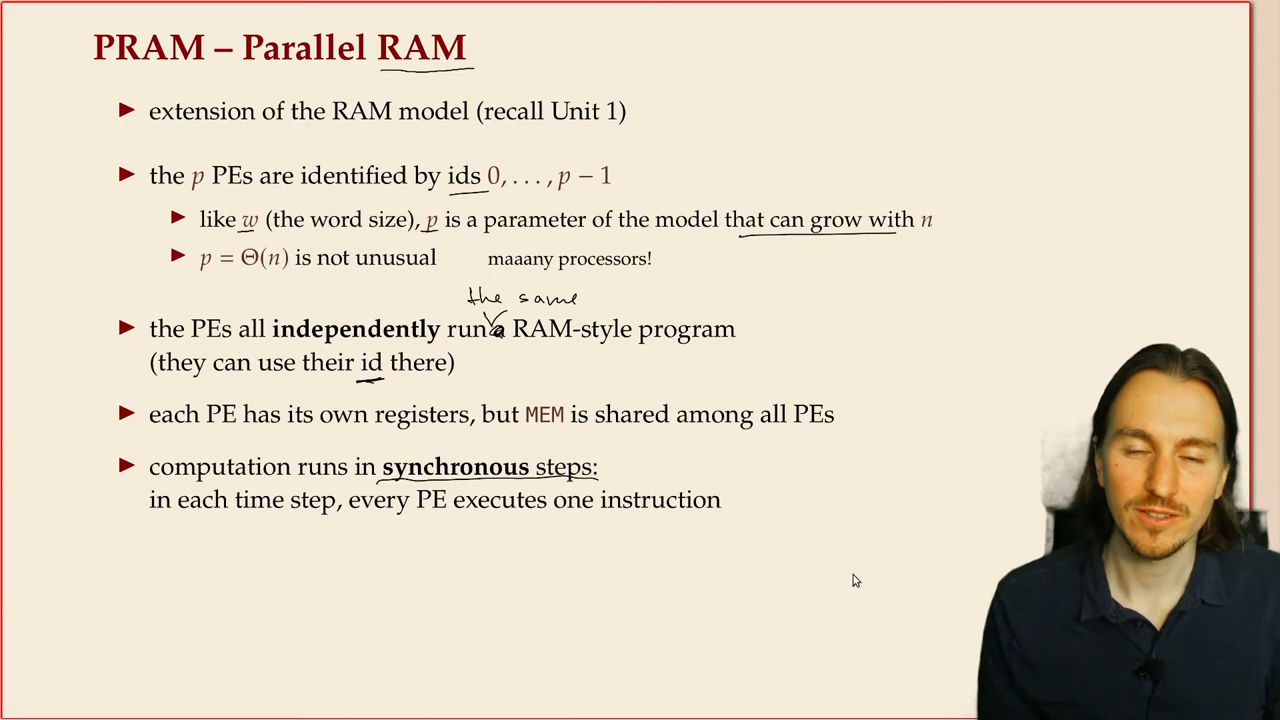 PRAM – Parallel RAM
▶ extension of the RAM model (recall Unit 1)
▶ the p PEs are identified by ids 0, . . . , p − 1
▶ like w (the word size), p is a parameter of the model that can grow with n
▶ p = Θ(n) is not unusual maaany processors!
the same
▶ the PEs all independently run a RAM-style program
(they can use their id there)
▶ each PE has its own registers, but MEM is shared among all PEs
▶ computation runs in synchronous steps:
in each time step, every PE executes one instruction